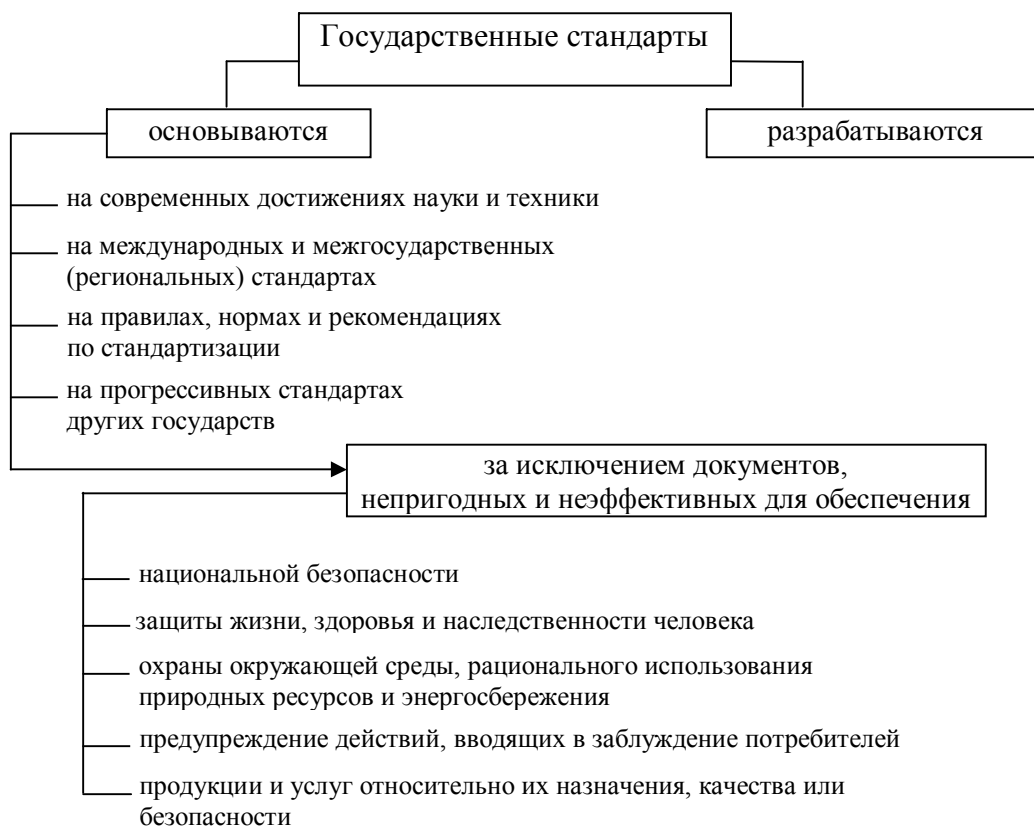 Государственные стандарты
основываются
разрабатываются
на современных достижениях науки и техники
на международных и межгосударственных
(региональных) стандартах
на правилах, нормах и рекомендациях
по стандартизации
на прогрессивных стандартах
других государств
за исключением документов,
непригодных и неэффективных для обеспечения
национальной безопасности
защиты жизни, здоровья и наследственности человека
охраны окружающей среды, рационального использования
природных ресурсов и энергосбережения
предупреждение действий, вводящих в заблуждение потребителей
продукции и услуг относительно их назначения, качества или
безопасности